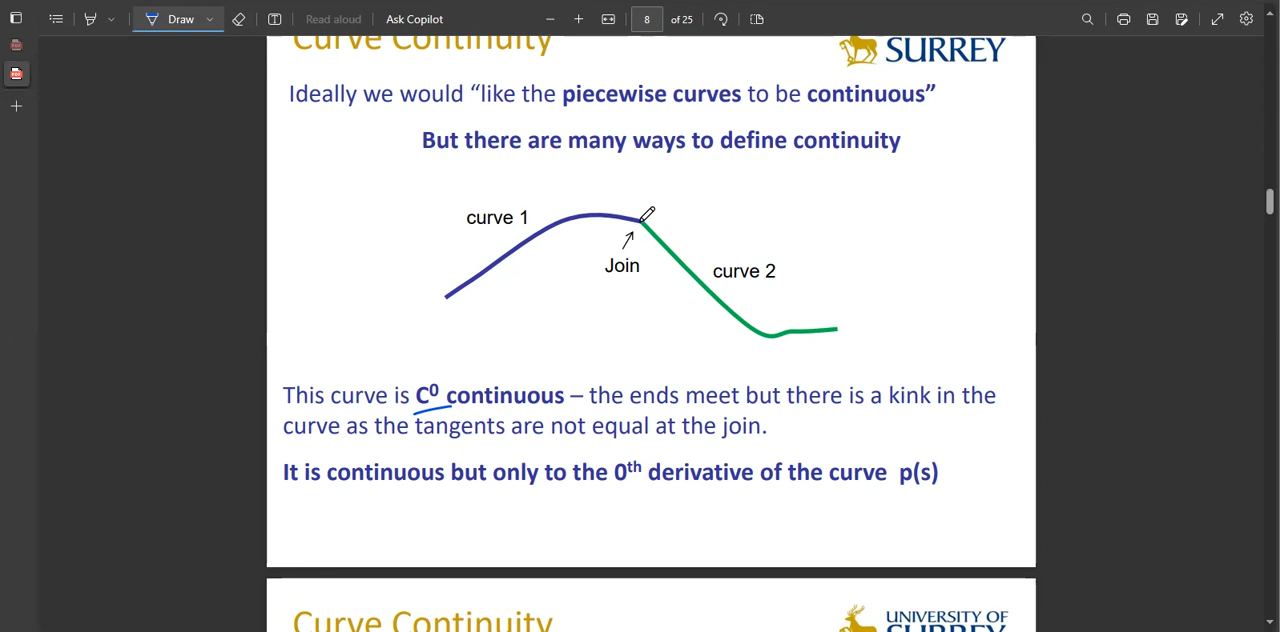 Draw
Read aloud
Ask Copilot
8
of 25
Curve Continuity
SURREY
Ideally we would “like the piecewise curves to be continuous”
But there are many ways to define continuity
curve 1
Join
curve 2
This curve is C⁰ continuous – the ends meet but there is a kink in the
curve as the tangents are not equal at the join.
It is continuous but only to the 0ᵗʰ derivative of the curve p(s)
Curve Continuity
UNIVERSITY OF
SURREY